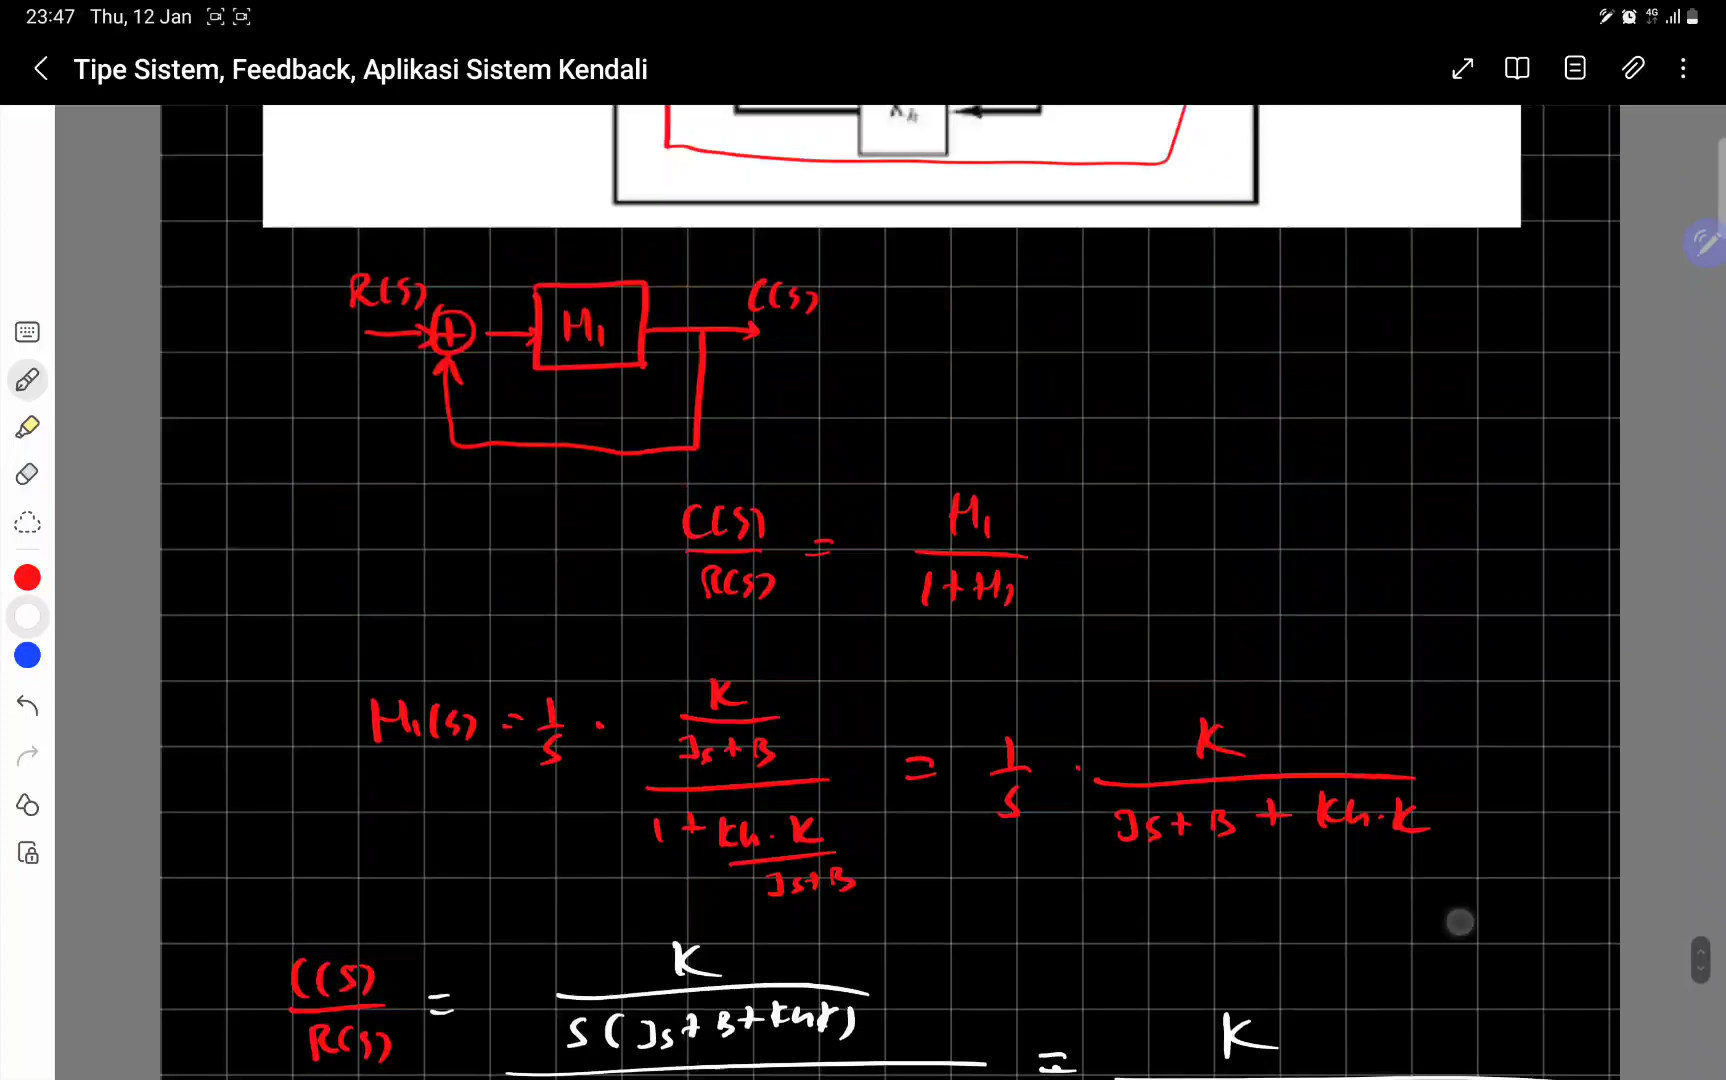 23:47 Thu, 12 Jan 4G
Tipe Sistem, Feedback, Aplikasi Sistem Kendali
R(s) + H₁ C(s)
C(s)/R(s) = H₁/(1+H₁)
H₁(s) = 1/s · (K/(Js+B))/(1+Kh·K/(Js+B)) = 1/s · K/(Js+B+Kh·K)
C(s)/R(s) = K/(s(Js+B+KhK)) = K